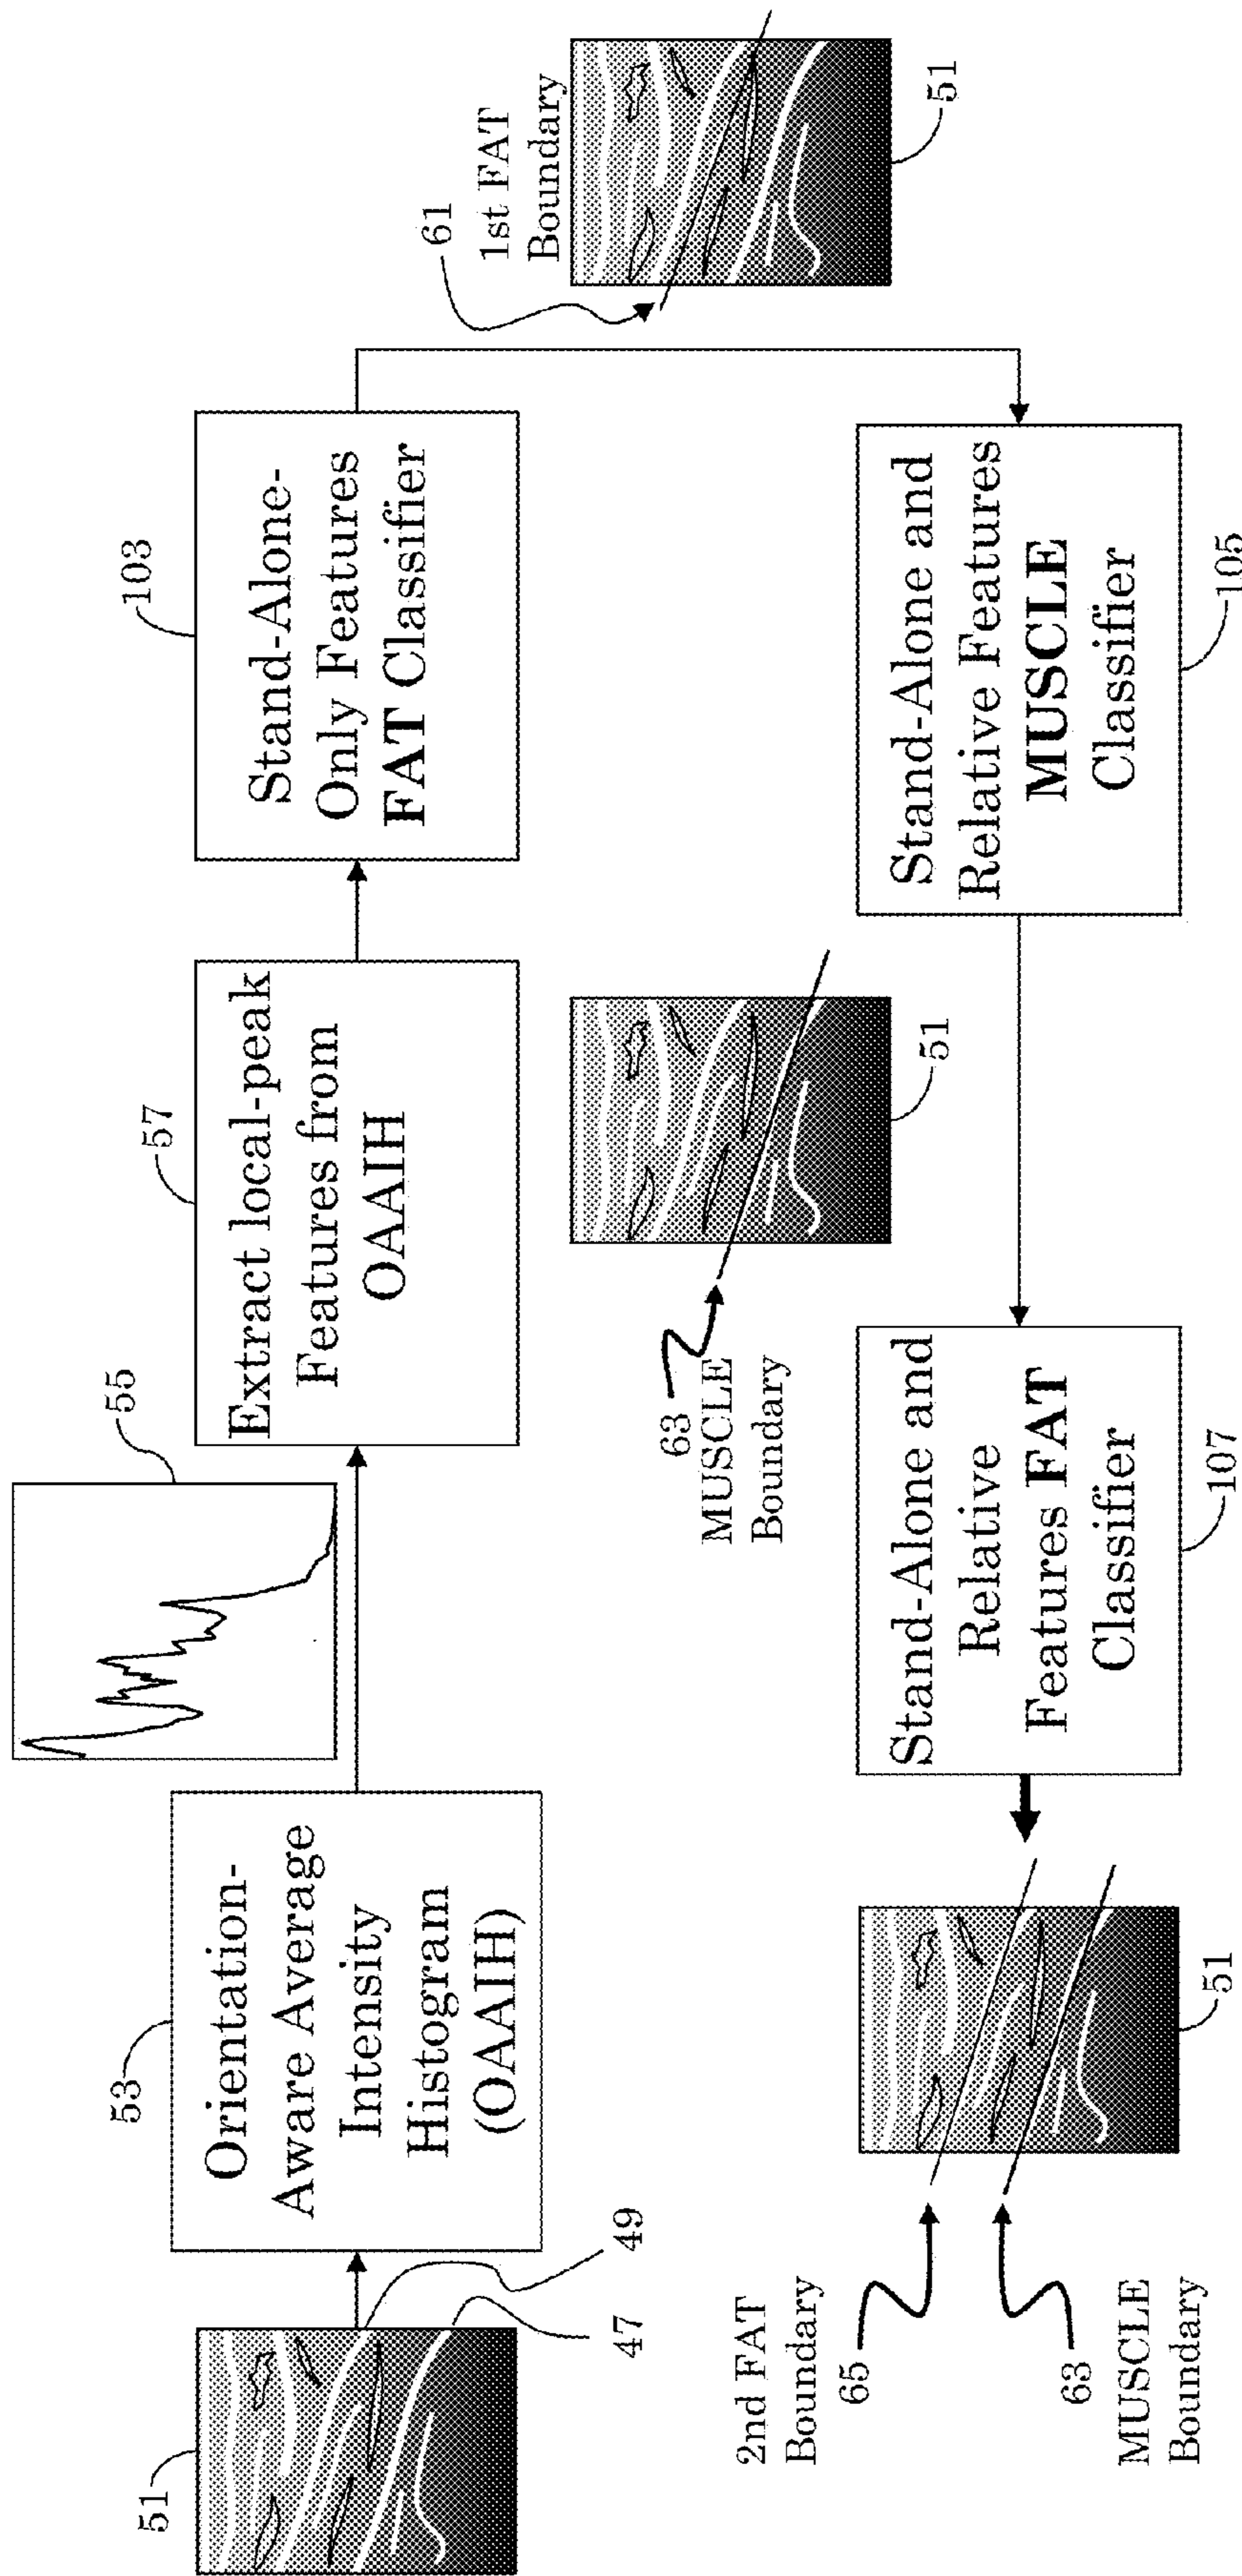 51
49
47
53
Orientation-
Aware Average
Intensity
Histogram
(OAAIH)
55
57
Extract local-peak
Features from
OAAIH
103
Stand-Alone-
Only Features
FAT Classifier
61
1st FAT
Boundary
51
Stand-Alone and
Relative Features
MUSCLE
Classifier
105
63
MUSCLE
Boundary
51
Stand-Alone and
Relative
Features FAT
Classifier
107
2nd FAT
Boundary
65
63
MUSCLE
Boundary
51